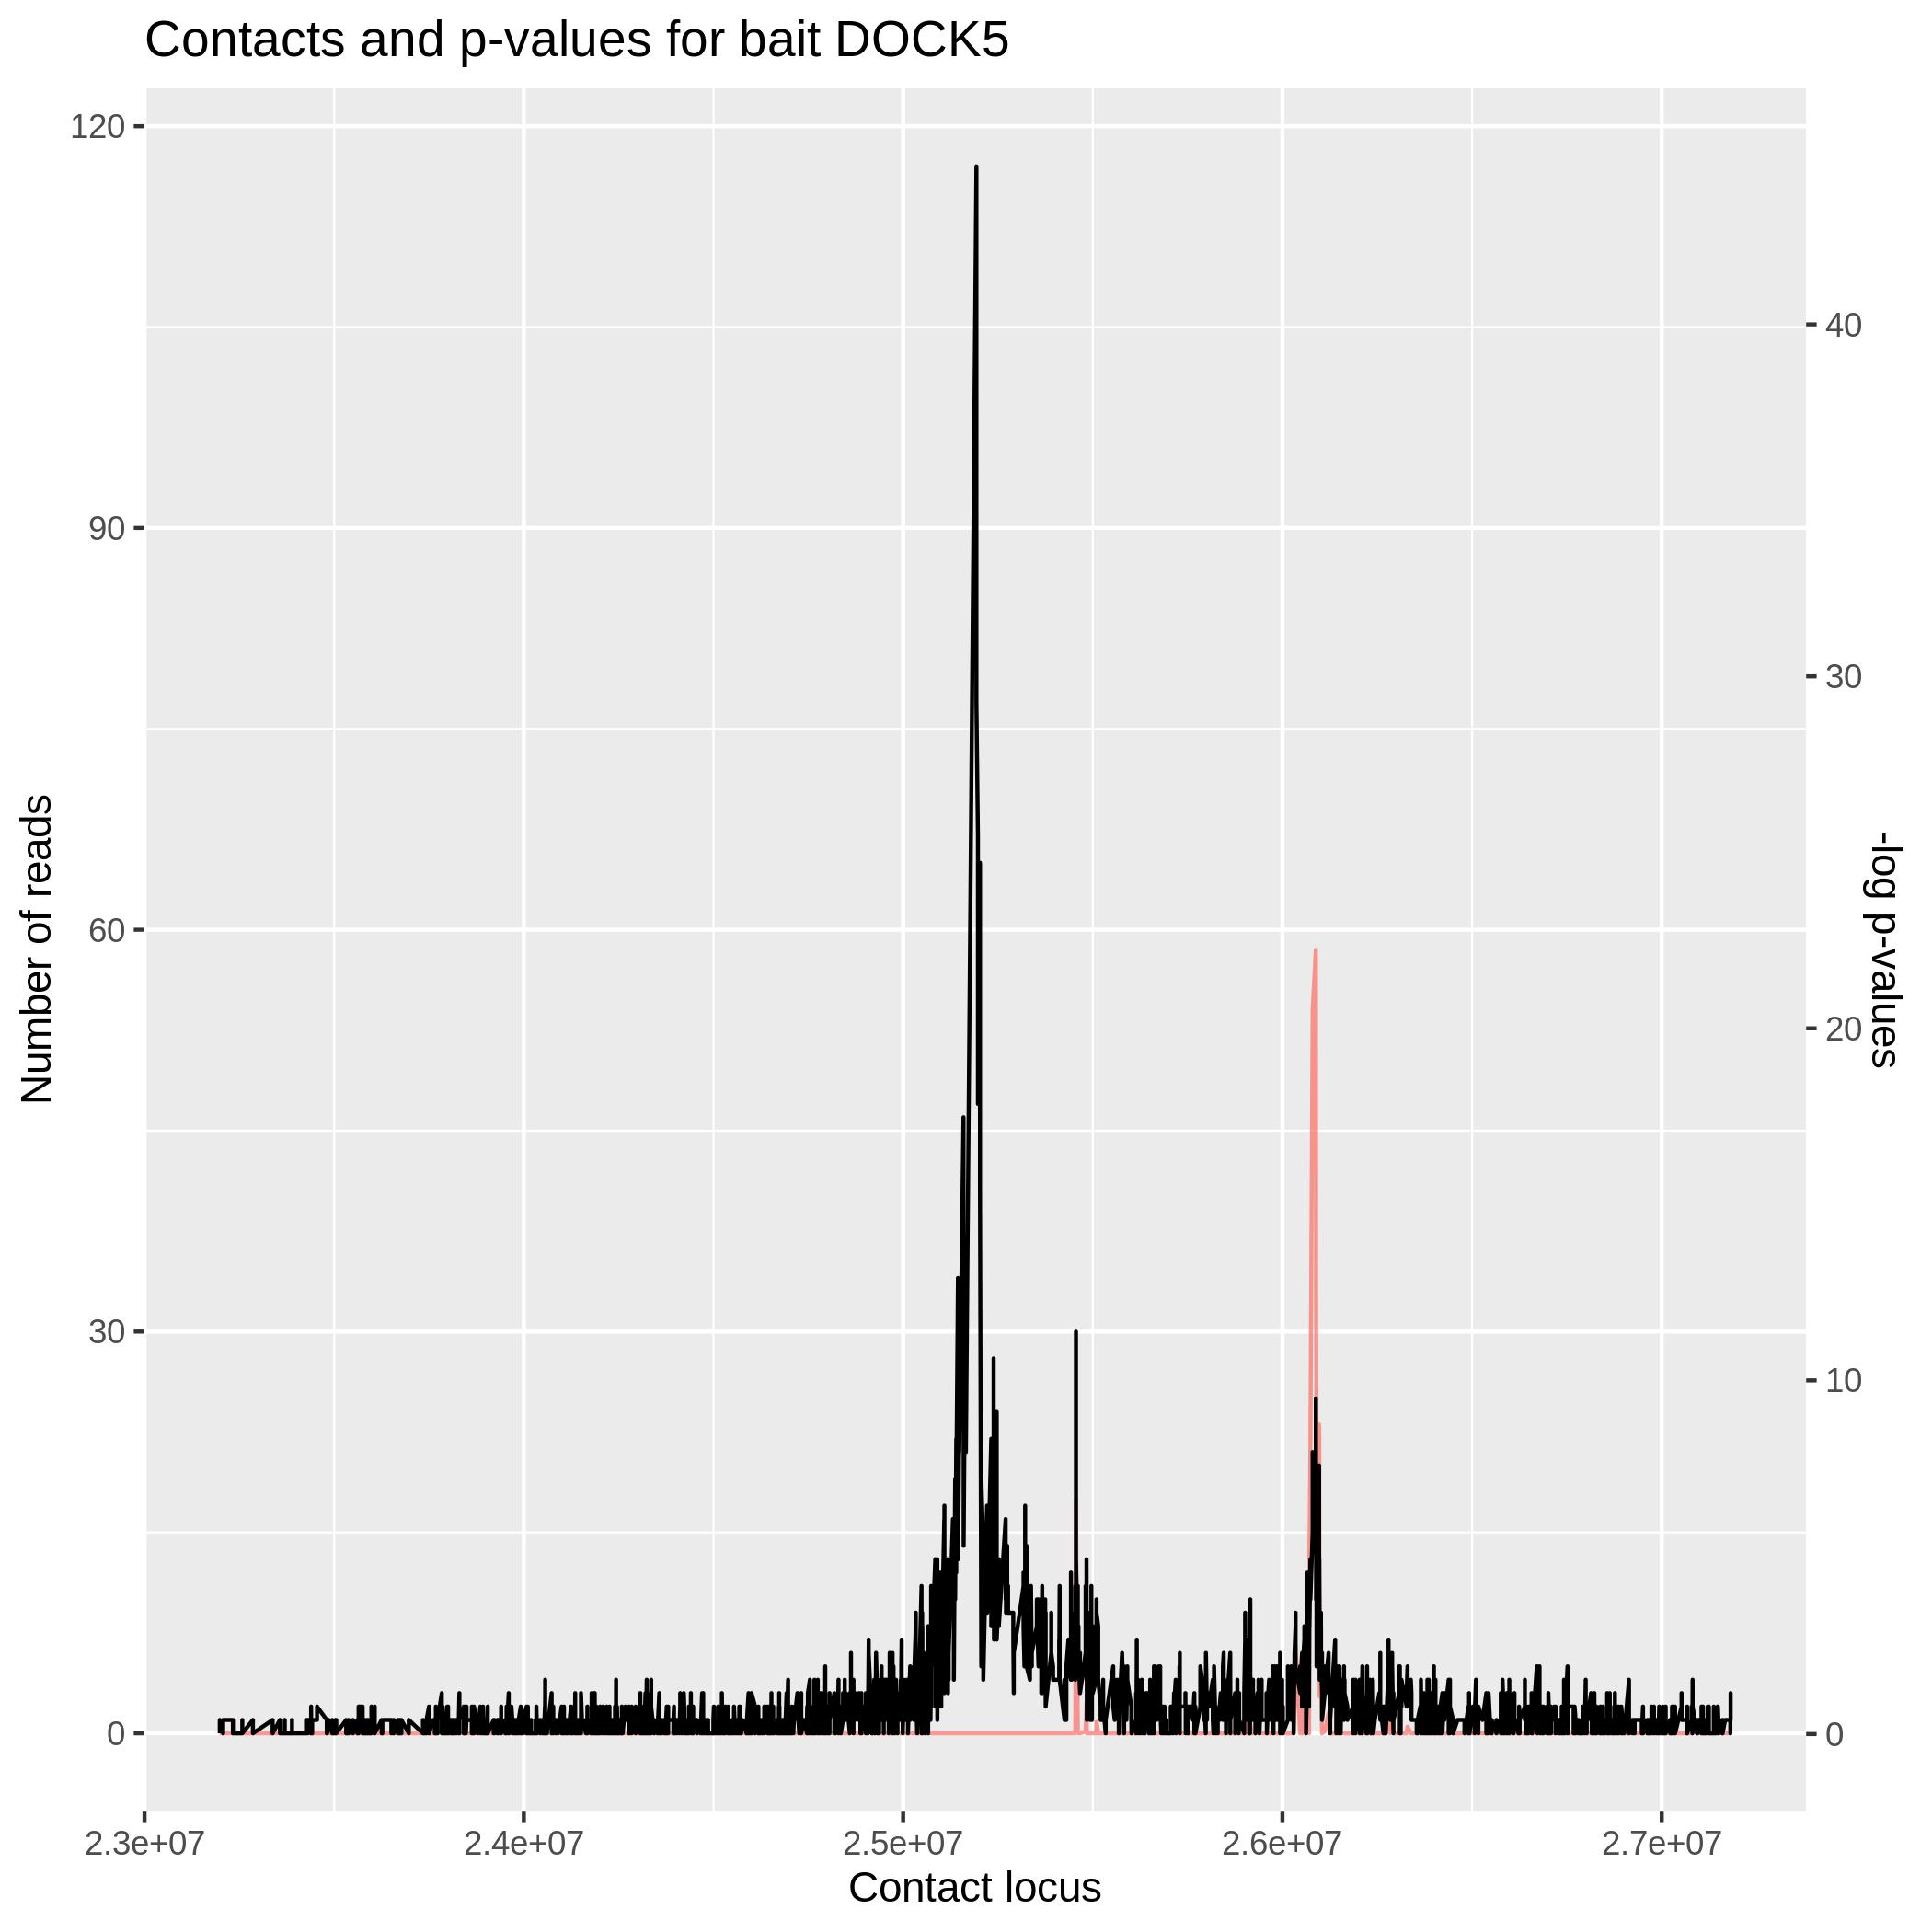 Contacts and p-values for bait DOCK5
120
90
60
30
0
Number of reads
40
30
20
10
0
-log p-values
2.3e+07
2.4e+07
2.5e+07
2.6e+07
2.7e+07
Contact locus